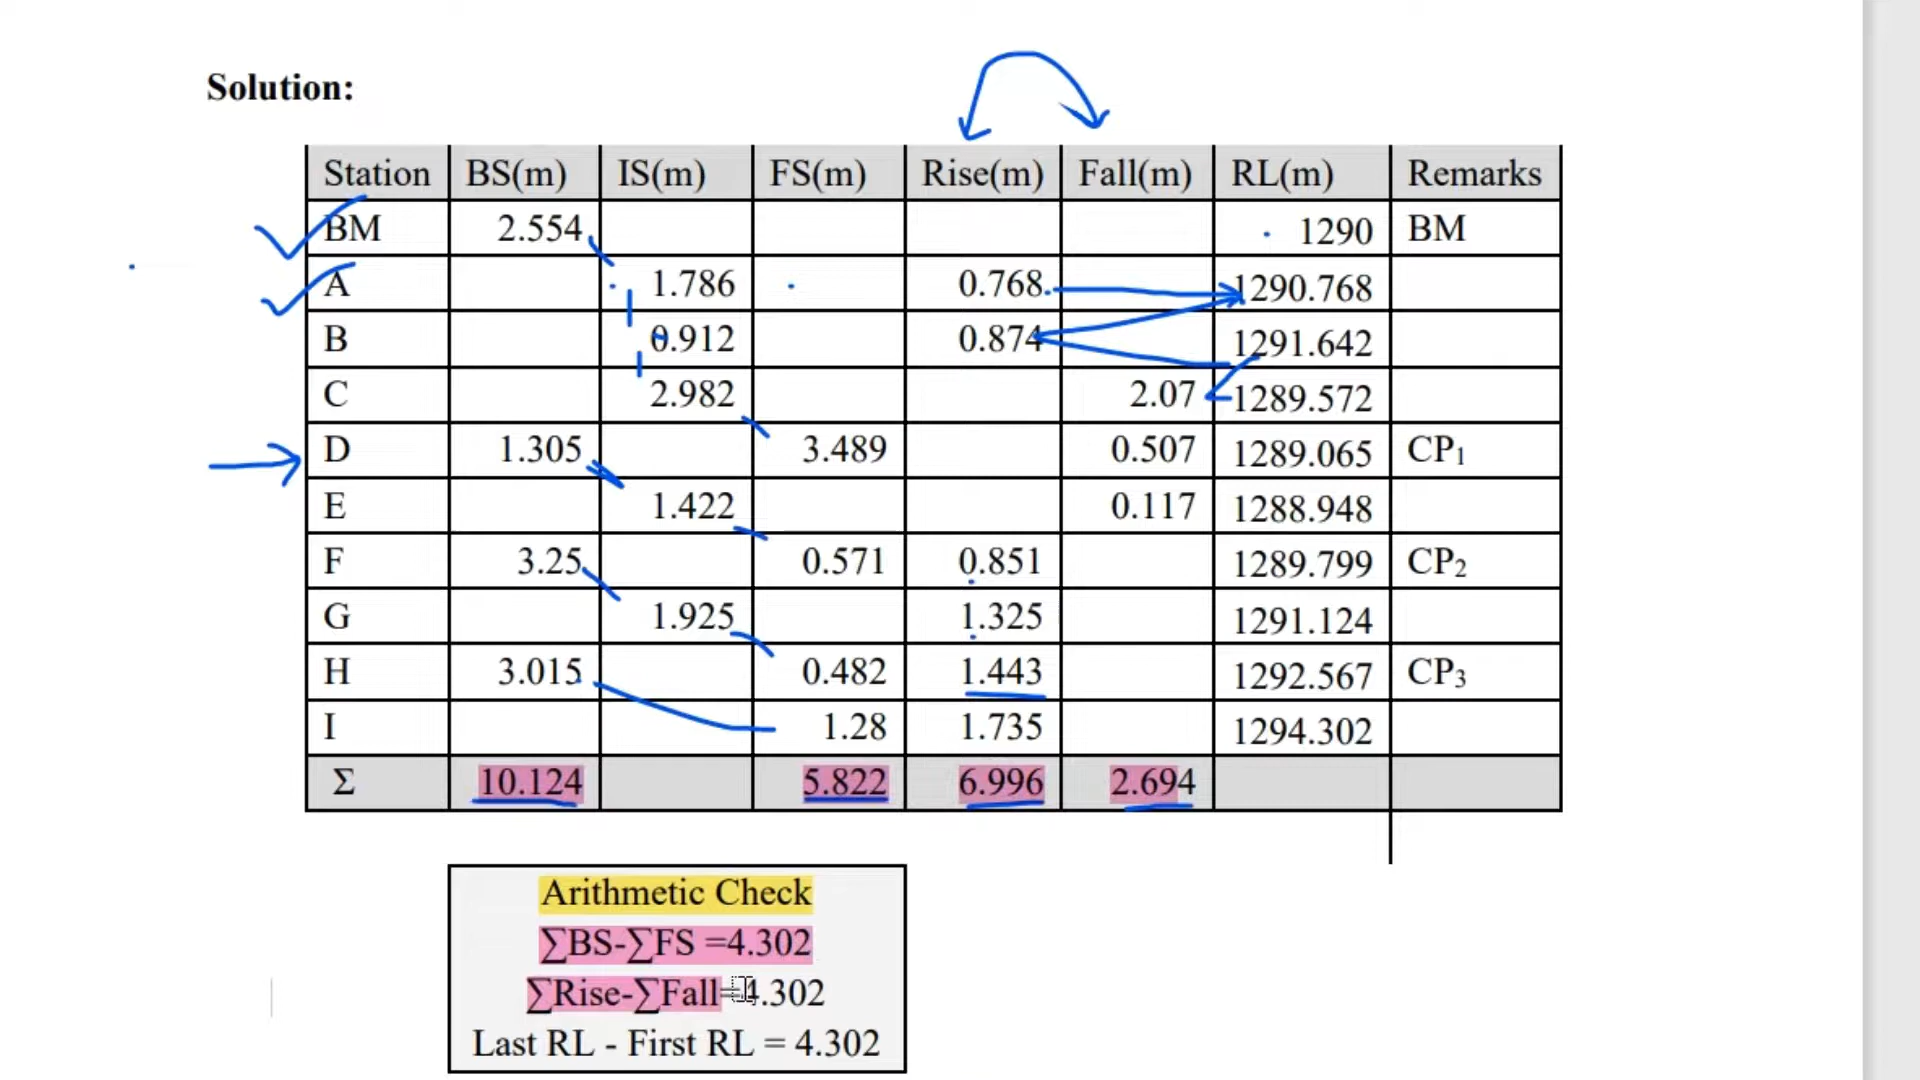 Solution:
Station BS(m) IS(m) FS(m) Rise(m) Fall(m) RL(m) Remarks
BM 2.554 1290 BM
A 1.786 0.768 1290.768
B 0.912 0.874 1291.642
C 2.982 2.07 1289.572
D 1.305 3.489 0.507 1289.065 CP₁
E 1.422 0.117 1288.948
F 3.25 0.571 0.851 1289.799 CP₂
G 1.925 1.325 1291.124
H 3.015 0.482 1.443 1292.567 CP₃
I 1.28 1.735 1294.302
Σ 10.124 5.822 6.996 2.694
Arithmetic Check
∑BS-∑FS =4.302
∑Rise-∑Fall=4.302
Last RL - First RL = 4.302